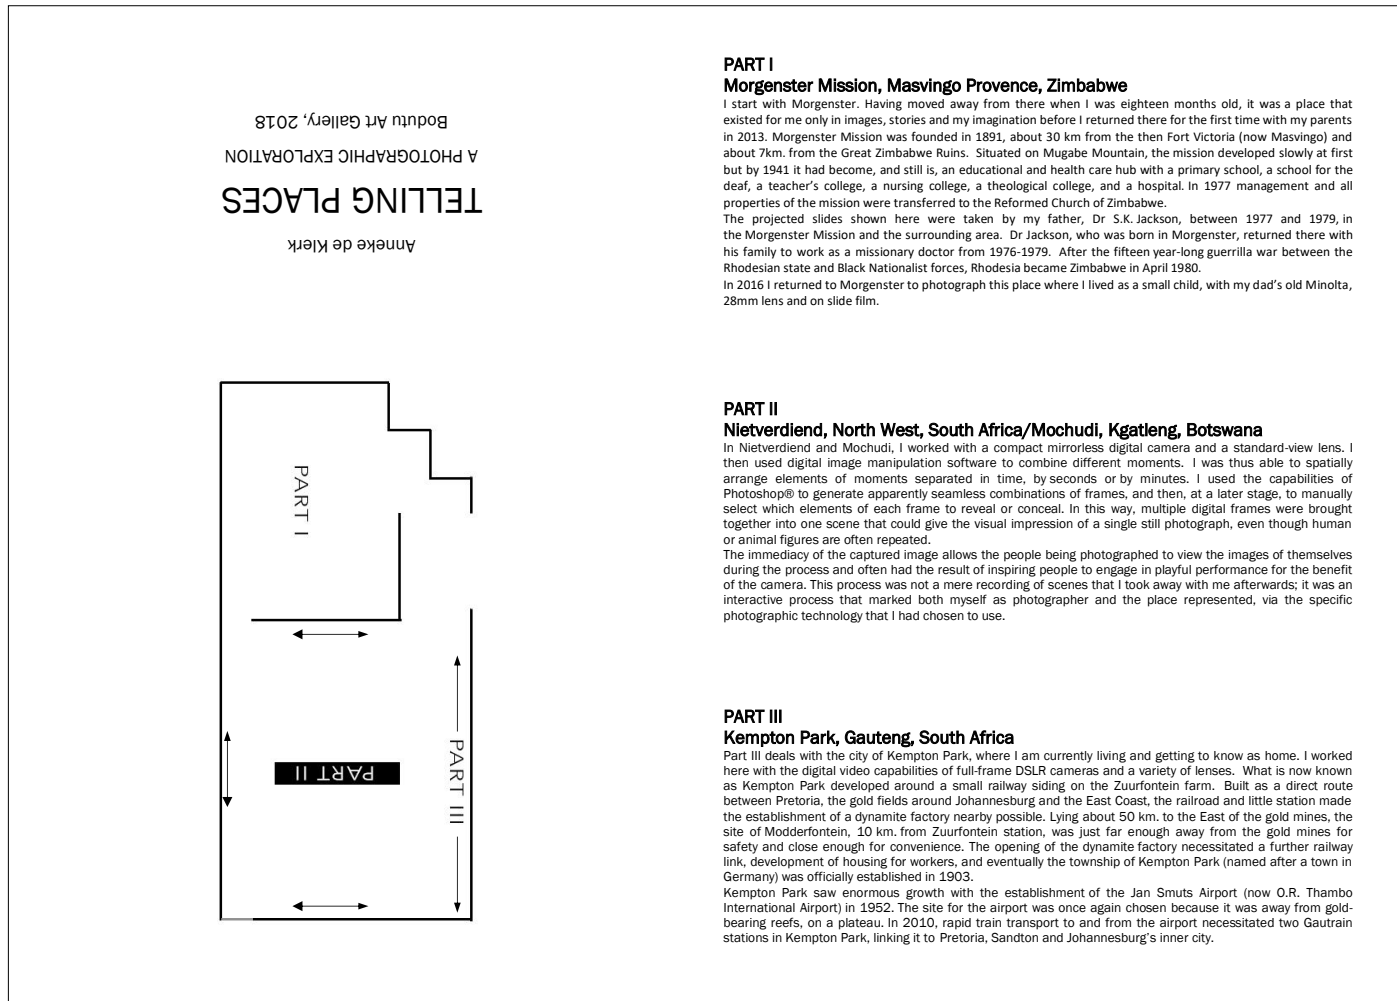 Anneke de Klerk
TELLING PLACES
A PHOTOGRAPHIC EXPLORATION
Bodutu Art Gallery, 2018
PART I
PART II
PART III
PART I
Morgenster Mission, Masvingo Provence, Zimbabwe
I start with Morgenster. Having moved away from there when I was eighteen months old, it was a place that
existed for me only in images, stories and my imagination before I returned there for the first time with my parents
in 2013. Morgenster Mission was founded in 1891, about 30 km from the then Fort Victoria (now Masvingo) and
about 7km. from the Great Zimbabwe Ruins. Situated on Mugabe Mountain, the mission developed slowly at first
but by 1941 it had become, and still is, an educational and health care hub with a primary school, a school for the
deaf, a teacher's college, a nursing college, a theological college, and a hospital. In 1977 management and all
properties of the mission were transferred to the Reformed Church of Zimbabwe.
The projected slides shown here were taken by my father, Dr S.K. Jackson, between 1977 and 1979, in
the Morgenster Mission and the surrounding area. Dr Jackson, who was born in Morgenster, returned there with
his family to work as a missionary doctor from 1976-1979. After the fifteen year-long guerrilla war between the
Rhodesian state and Black Nationalist forces, Rhodesia became Zimbabwe in April 1980.
In 2016 I returned to Morgenster to photograph this place where I lived as a small child, with my dad's old Minolta,
28mm lens and on slide film.
PART II
Nietverdiend, North West, South Africa/Mochudi, Kgatleng, Botswana
In Nietverdiend and Mochudi, I worked with a compact mirrorless digital camera and a standard-view lens. I
then used digital image manipulation software to combine different moments. I was thus able to spatially
arrange elements of moments separated in time, by seconds or by minutes. I used the capabilities of
Photoshop® to generate apparently seamless combinations of frames, and then, at a later stage, to manually
select which elements of each frame to reveal or conceal. In this way, multiple digital frames were brought
together into one scene that could give the visual impression of a single still photograph, even though human
or animal figures are often repeated.
The immediacy of the captured image allows the people being photographed to view the images of themselves
during the process and often had the result of inspiring people to engage in playful performance for the benefit
of the camera. This process was not a mere recording of scenes that I took away with me afterwards; it was an
interactive process that marked both myself as photographer and the place represented, via the specific
photographic technology that I had chosen to use.
PART III
Kempton Park, Gauteng, South Africa
Part III deals with the city of Kempton Park, where I am currently living and getting to know as home. I worked
here with the digital video capabilities of full-frame DSLR cameras and a variety of lenses. What is now known
as Kempton Park developed around a small railway siding on the Zuurfontein farm. Built as a direct route
between Pretoria, the gold fields around Johannesburg and the East Coast, the railroad and little station made
the establishment of a dynamite factory nearby possible. Lying about 50 km. to the East of the gold mines, the
site of Modderfontein, 10 km. from Zuurfontein station, was just far enough away from the gold mines for
safety and close enough for convenience. The opening of the dynamite factory necessitated a further railway
link, development of housing for workers, and eventually the township of Kempton Park (named after a town in
Germany) was officially established in 1903.
Kempton Park saw enormous growth with the establishment of the Jan Smuts Airport (now O.R. Thambo
International Airport) in 1952. The site for the airport was once again chosen because it was away from gold-
bearing reefs, on a plateau. In 2010, rapid train transport to and from the airport necessitated two Gautrain
stations in Kempton Park, linking it to Pretoria, Sandton and Johannesburg's inner city.